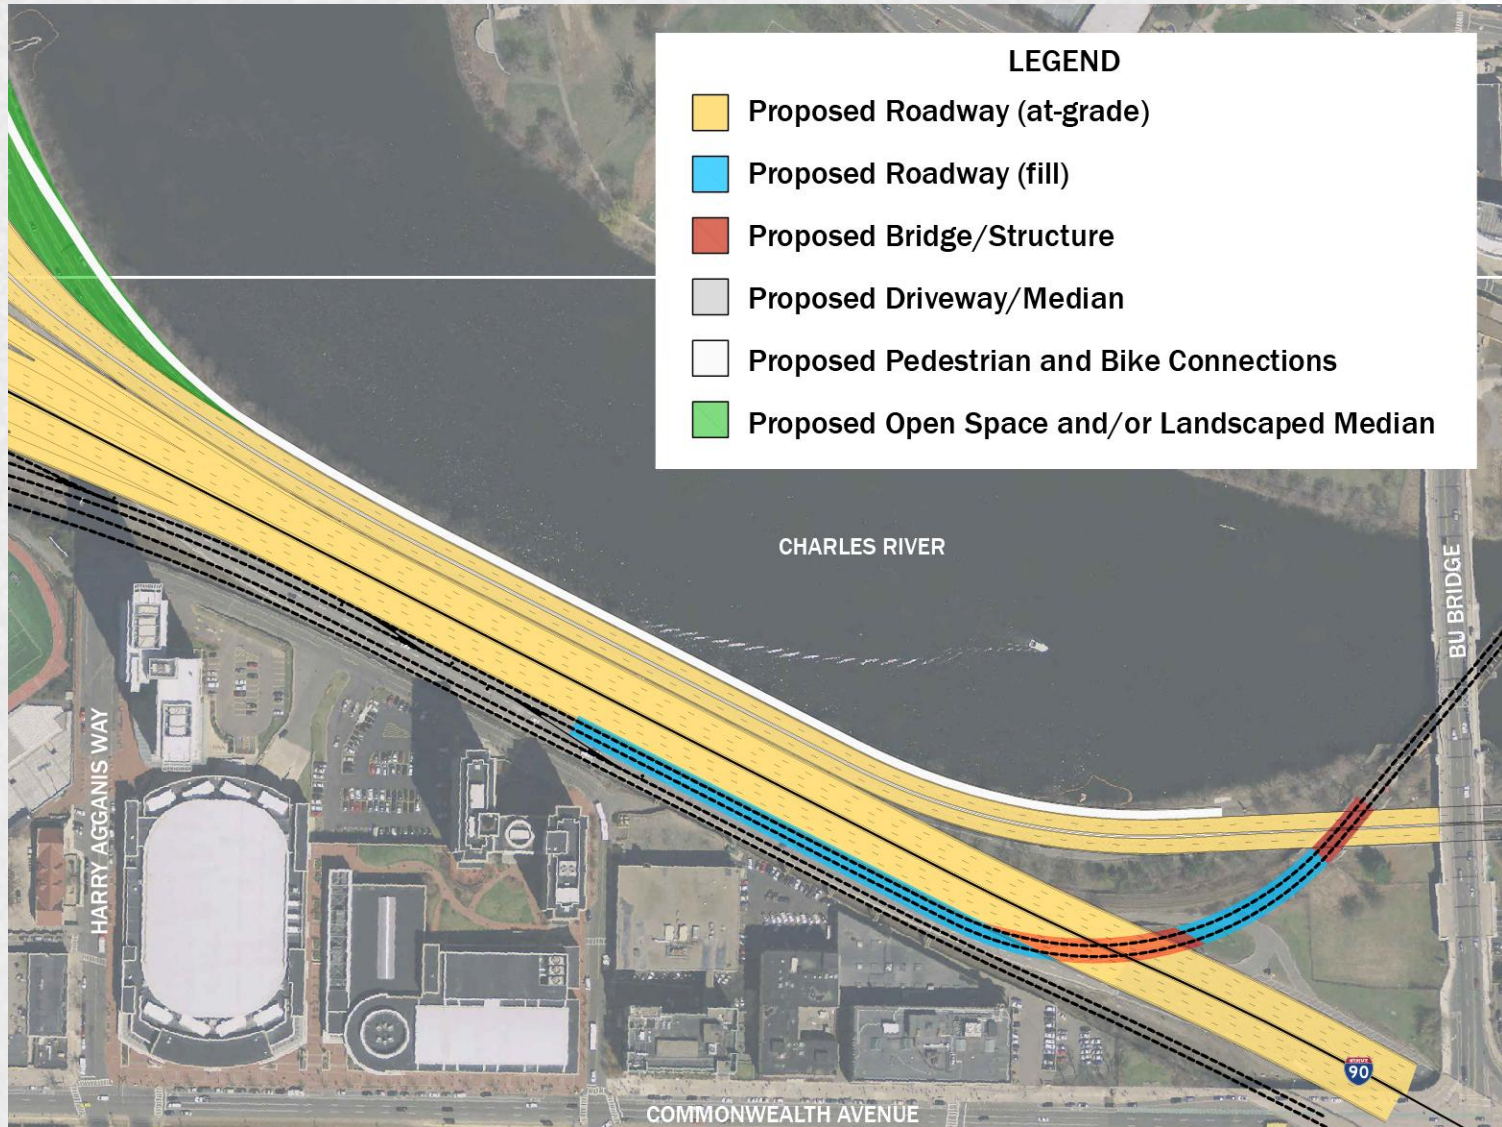 LEGEND
Proposed Roadway (at-grade)
Proposed Roadway (fill)
Proposed Bridge/Structure
Proposed Driveway/Median
Proposed Pedestrian and Bike Connections
Proposed Open Space and/or Landscaped Median
CHARLES RIVER
BU BRIDGE
HARRY AGGANIS WAY
INTERSTATE
90
COMMONWEALTH AVENUE